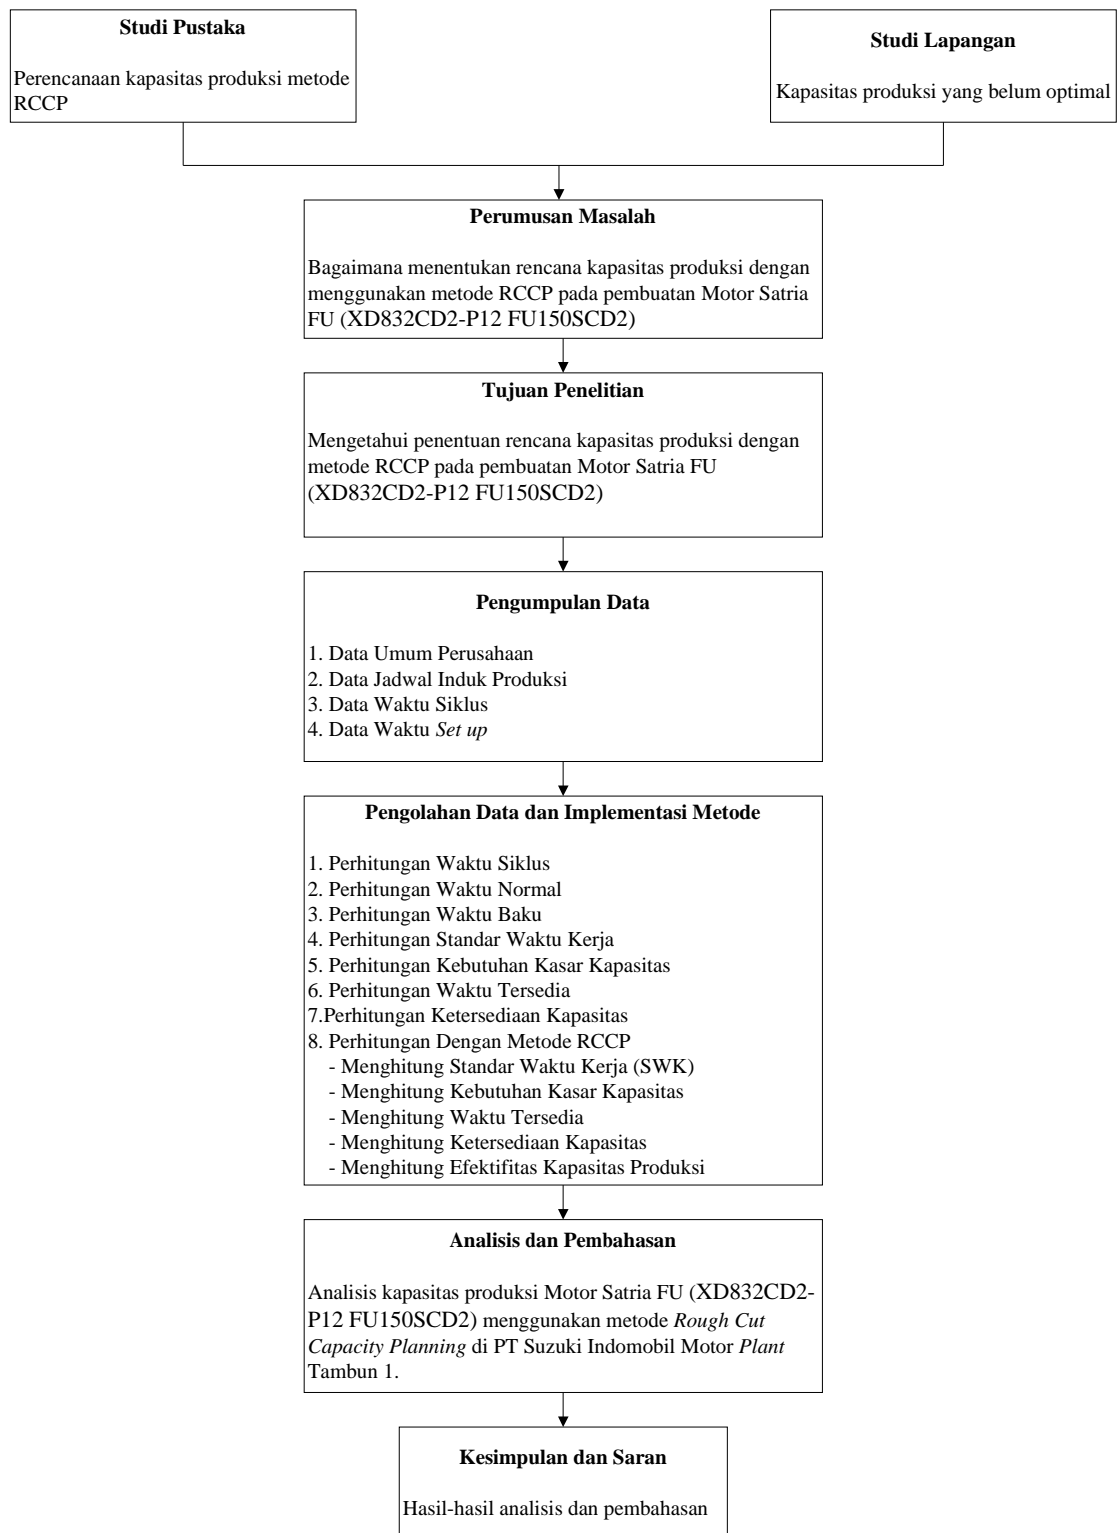 Studi Pustaka
Perencanaan kapasitas produksi metode
RCCP
Studi Lapangan
Kapasitas produksi yang belum optimal
Perumusan Masalah
Bagaimana menentukan rencana kapasitas produksi dengan
menggunakan metode RCCP pada pembuatan Motor Satria
FU (XD832CD2-P12 FU150SCD2)
Tujuan Penelitian
Mengetahui penentuan rencana kapasitas produksi dengan
metode RCCP pada pembuatan Motor Satria FU
(XD832CD2-P12 FU150SCD2)
Pengumpulan Data
1. Data Umum Perusahaan
2. Data Jadwal Induk Produksi
3. Data Waktu Siklus
4. Data Waktu Set up
Pengolahan Data dan Implementasi Metode
1. Perhitungan Waktu Siklus
2. Perhitungan Waktu Normal
3. Perhitungan Waktu Baku
4. Perhitungan Standar Waktu Kerja
5. Perhitungan Kebutuhan Kasar Kapasitas
6. Perhitungan Waktu Tersedia
7.Perhitungan Ketersediaan Kapasitas
8. Perhitungan Dengan Metode RCCP
- Menghitung Standar Waktu Kerja (SWK)
- Menghitung Kebutuhan Kasar Kapasitas
- Menghitung Waktu Tersedia
- Menghitung Ketersediaan Kapasitas
- Menghitung Efektifitas Kapasitas Produksi
Analisis dan Pembahasan
Analisis kapasitas produksi Motor Satria FU (XD832CD2-
P12 FU150SCD2) menggunakan metode Rough Cut
Capacity Planning di PT Suzuki Indomobil Motor Plant
Tambun 1.
Kesimpulan dan Saran
Hasil-hasil analisis dan pembahasan